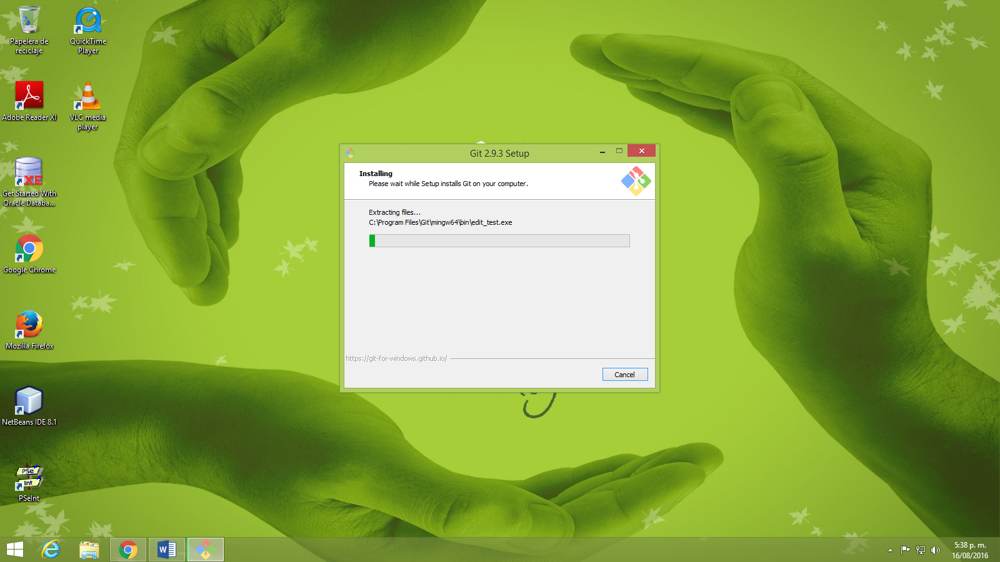 Papelera de
reciclaje
QuickTime
Player
Adobe Reader XI
VLC media
player
XE
Get Started With
Oracle Databa...
Google Chrome
Mozilla Firefox
NetBeans IDE 8.1
PSe
Int
PSeInt
Git 2.9.3 Setup
Installing
Please wait while Setup installs Git on your computer.
Extracting files...
C:\Program Files\Git\mingw64\bin\edit_test.exe
https://git-for-windows.github.io/
Cancel
W
5:38 p. m.
16/08/2016